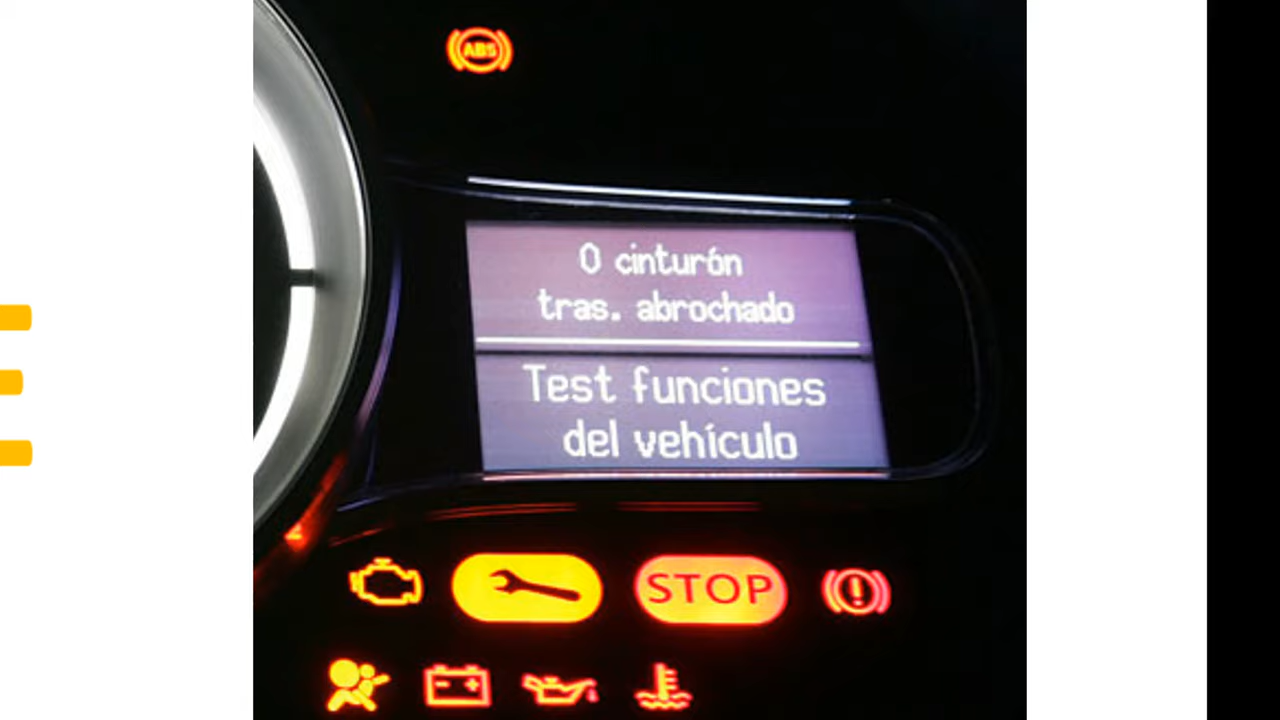 ABS
0 cinturón
tras. abrochado
Test funciones
del vehículo
STOP